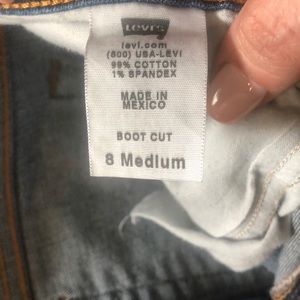 Levi's
levi.com
(800) USA-LEVI
99% COTTON
1% SPANDEX
MADE IN
MEXICO
BOOT CUT
8 Medium